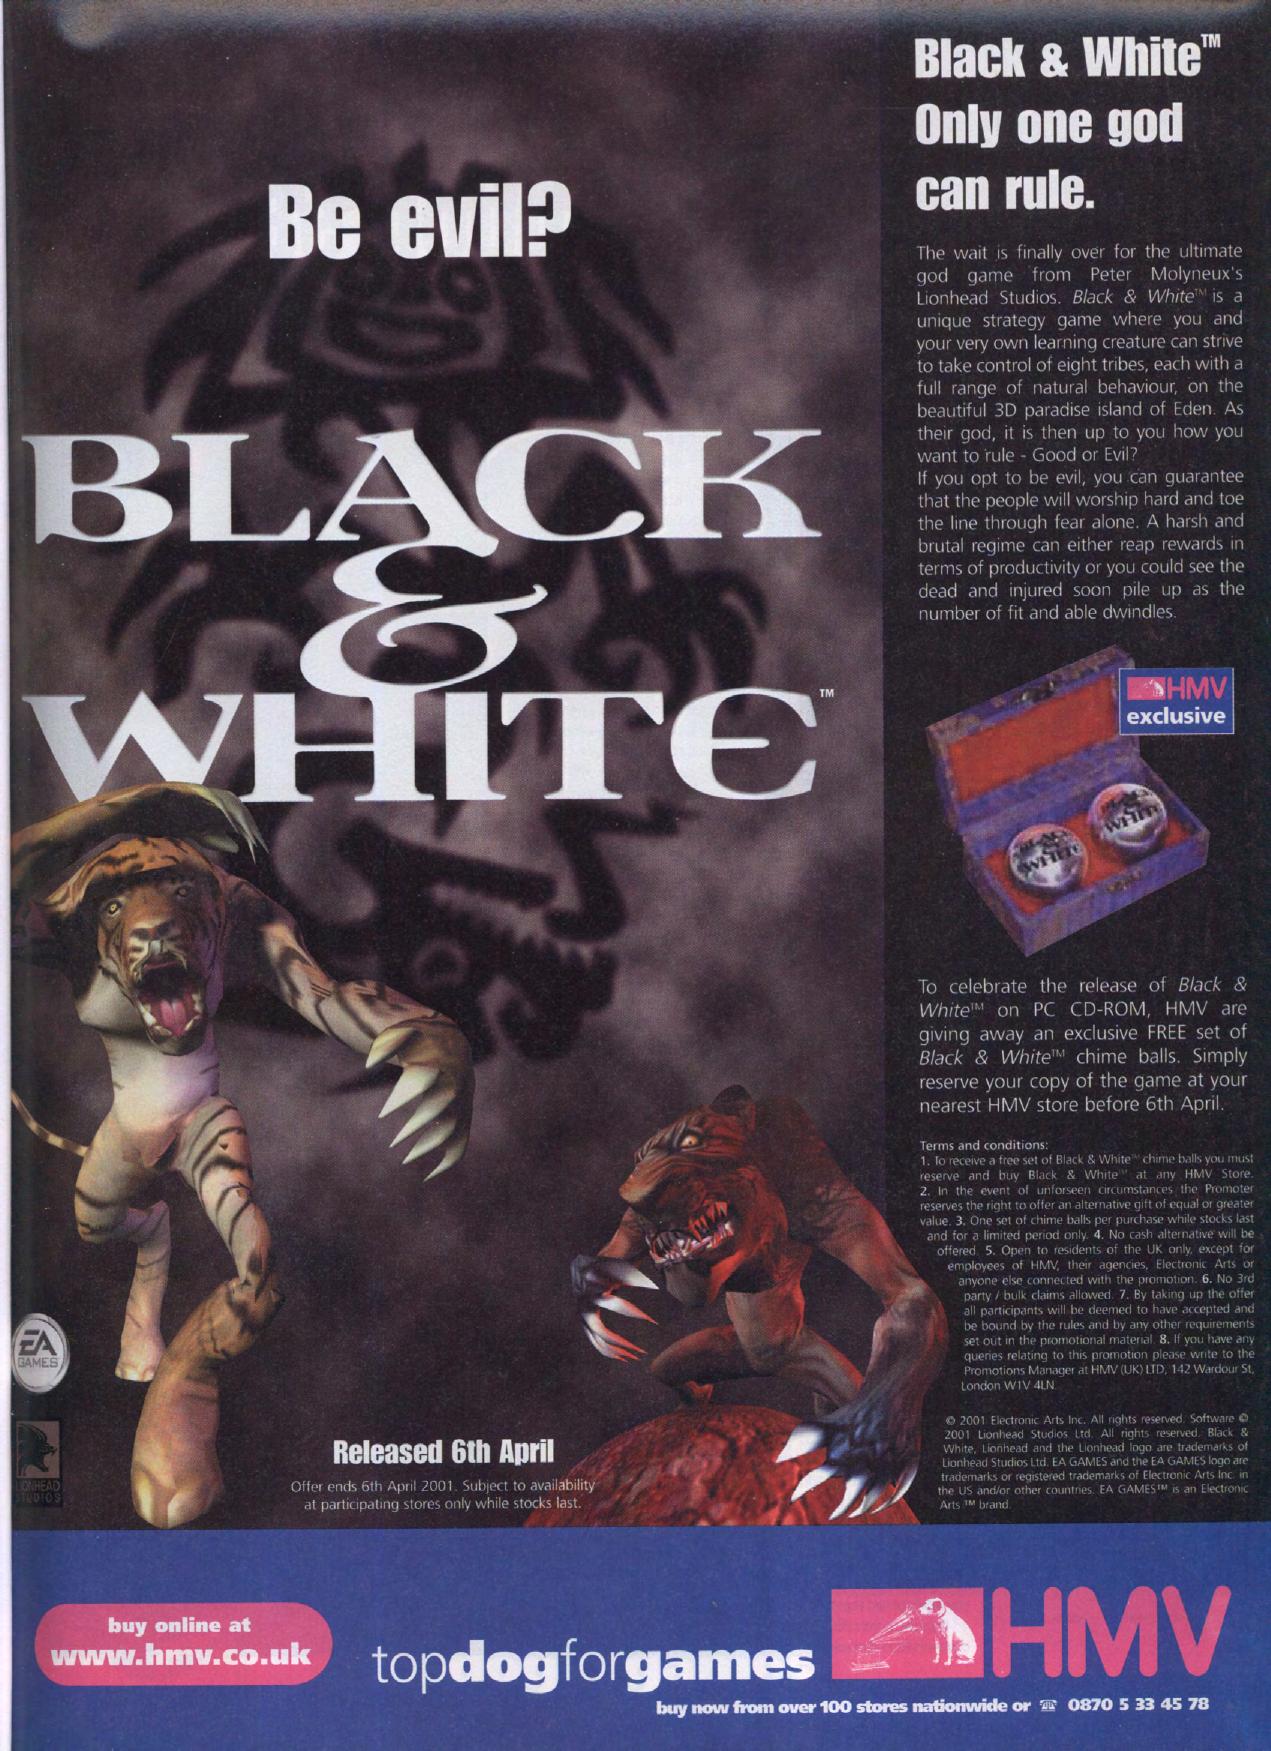 Be evil?
BLACK
&
WHITE™
Black & White™
Only one god
can rule.
The wait is finally over for the ultimate
god game from Peter Molyneux's
Lionhead Studios. Black & White™ is a
unique strategy game where you and
your very own learning creature can strive
to take control of eight tribes, each with a
full range of natural behaviour, on the
beautiful 3D paradise island of Eden. As
their god, it is then up to you how you
want to rule - Good or Evil?
If you opt to be evil, you can guarantee
that the people will worship hard and toe
the line through fear alone. A harsh and
brutal regime can either reap rewards in
terms of productivity or you could see the
dead and injured soon pile up as the
number of fit and able dwindles.
HMV
exclusive
BLACK
&
WHITE
BLACK
&
WHITE
To celebrate the release of Black &
White™ on PC CD-ROM, HMV are
giving away an exclusive FREE set of
Black & White™ chime balls. Simply
reserve your copy of the game at your
nearest HMV store before 6th April.
Terms and conditions:
1. To receive a free set of Black & White™ chime balls you must
reserve and buy Black & White™ at any HMV Store.
2. In the event of unforseen circumstances the Promoter
reserves the right to offer an alternative gift of equal or greater
value. 3. One set of chime balls per purchase while stocks last
and for a limited period only. 4. No cash alternative will be
offered. 5. Open to residents of the UK only, except for
employees of HMV, their agencies, Electronic Arts or
anyone else connected with the promotion. 6. No 3rd
party / bulk claims allowed. 7. By taking up the offer
all participants will be deemed to have accepted and
be bound by the rules and by any other requirements
set out in the promotional material. 8. If you have any
queries relating to this promotion please write to the
Promotions Manager at HMV (UK) LTD, 142 Wardour St,
London W1V 4LN.
© 2001 Electronic Arts Inc. All rights reserved. Software ©
2001 Lionhead Studios Ltd. All rights reserved. Black &
White, Lionhead and the Lionhead logo are trademarks of
Lionhead Studios Ltd. EA GAMES and the EA GAMES logo are
trademarks or registered trademarks of Electronic Arts Inc. in
the US and/or other countries. EA GAMES™ is an Electronic
Arts ™ brand.
EA
GAMES
LIONHEAD
STUDIOS
Released 6th April
Offer ends 6th April 2001. Subject to availability
at participating stores only while stocks last.
buy online at
www.hmv.co.uk
topdogforgames
HMV
buy now from over 100 stores nationwide or ☎ 0870 5 33 45 78